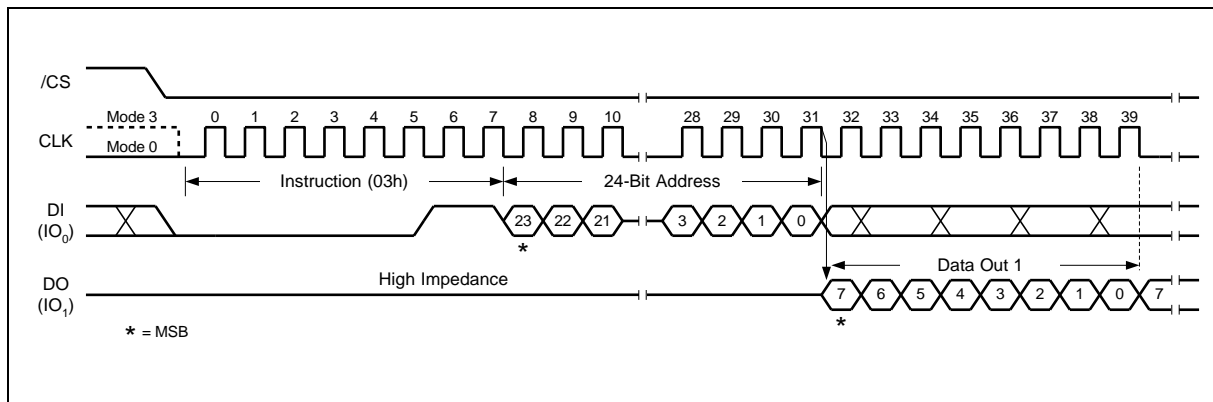 /CS
Mode 3
0 1 2 3 4 5 6 7 8 9 10 28 29 30 31 32 33 34 35 36 37 38 39
CLK
Mode 0
Instruction (03h)
24-Bit Address
DI
(IO0)
23 22 21 3 2 1 0
*
High Impedance
Data Out 1
DO
(IO1)
7 6 5 4 3 2 1 0 7
*
* = MSB